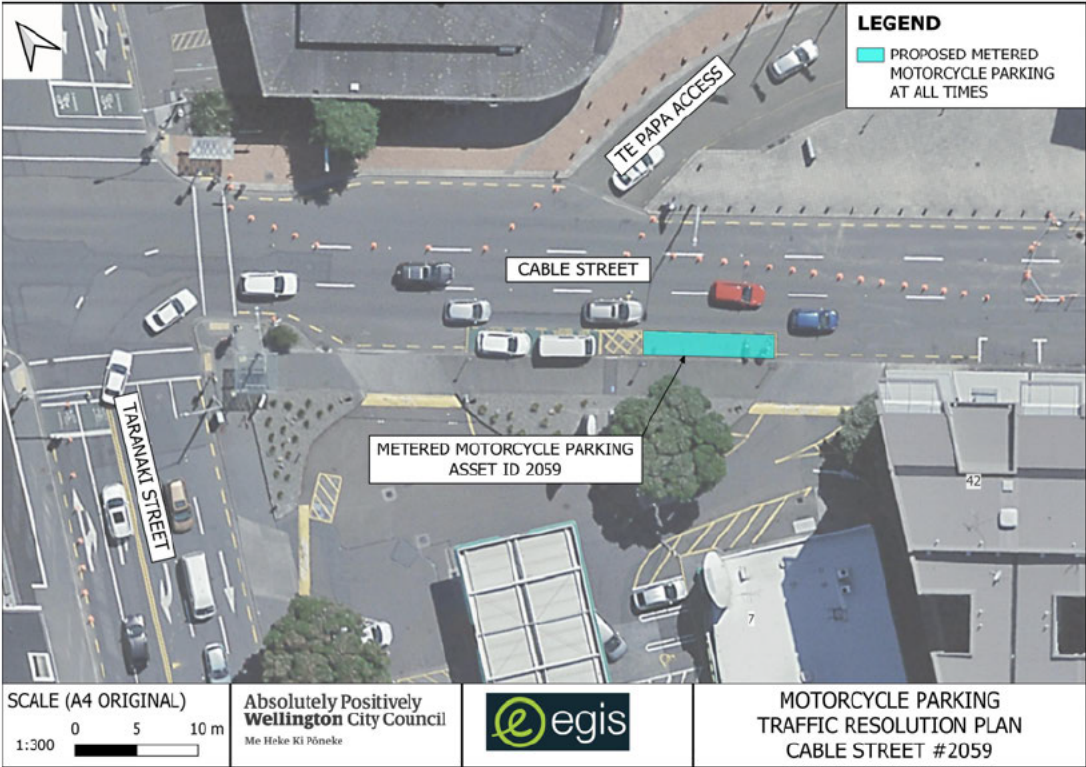 LEGEND
PROPOSED METERED
MOTORCYCLE PARKING
AT ALL TIMES
TE PAPA ACCESS
CABLE STREET
METERED MOTORCYCLE PARKING
ASSET ID 2059
TARANAKI STREET
42
7
SCALE (A4 ORIGINAL)
1:300
0 5 10 m
Absolutely Positively
Wellington City Council
Me Heke Ki Pōneke
e egis
MOTORCYCLE PARKING
TRAFFIC RESOLUTION PLAN
CABLE STREET #2059